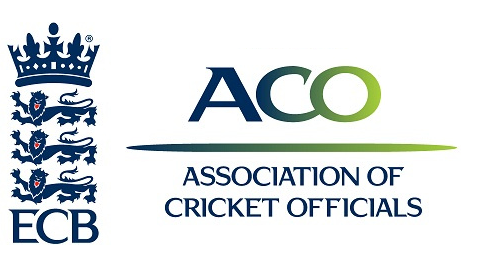 ®
ECB
ACO
ASSOCIATION OF
CRICKET OFFICIALS